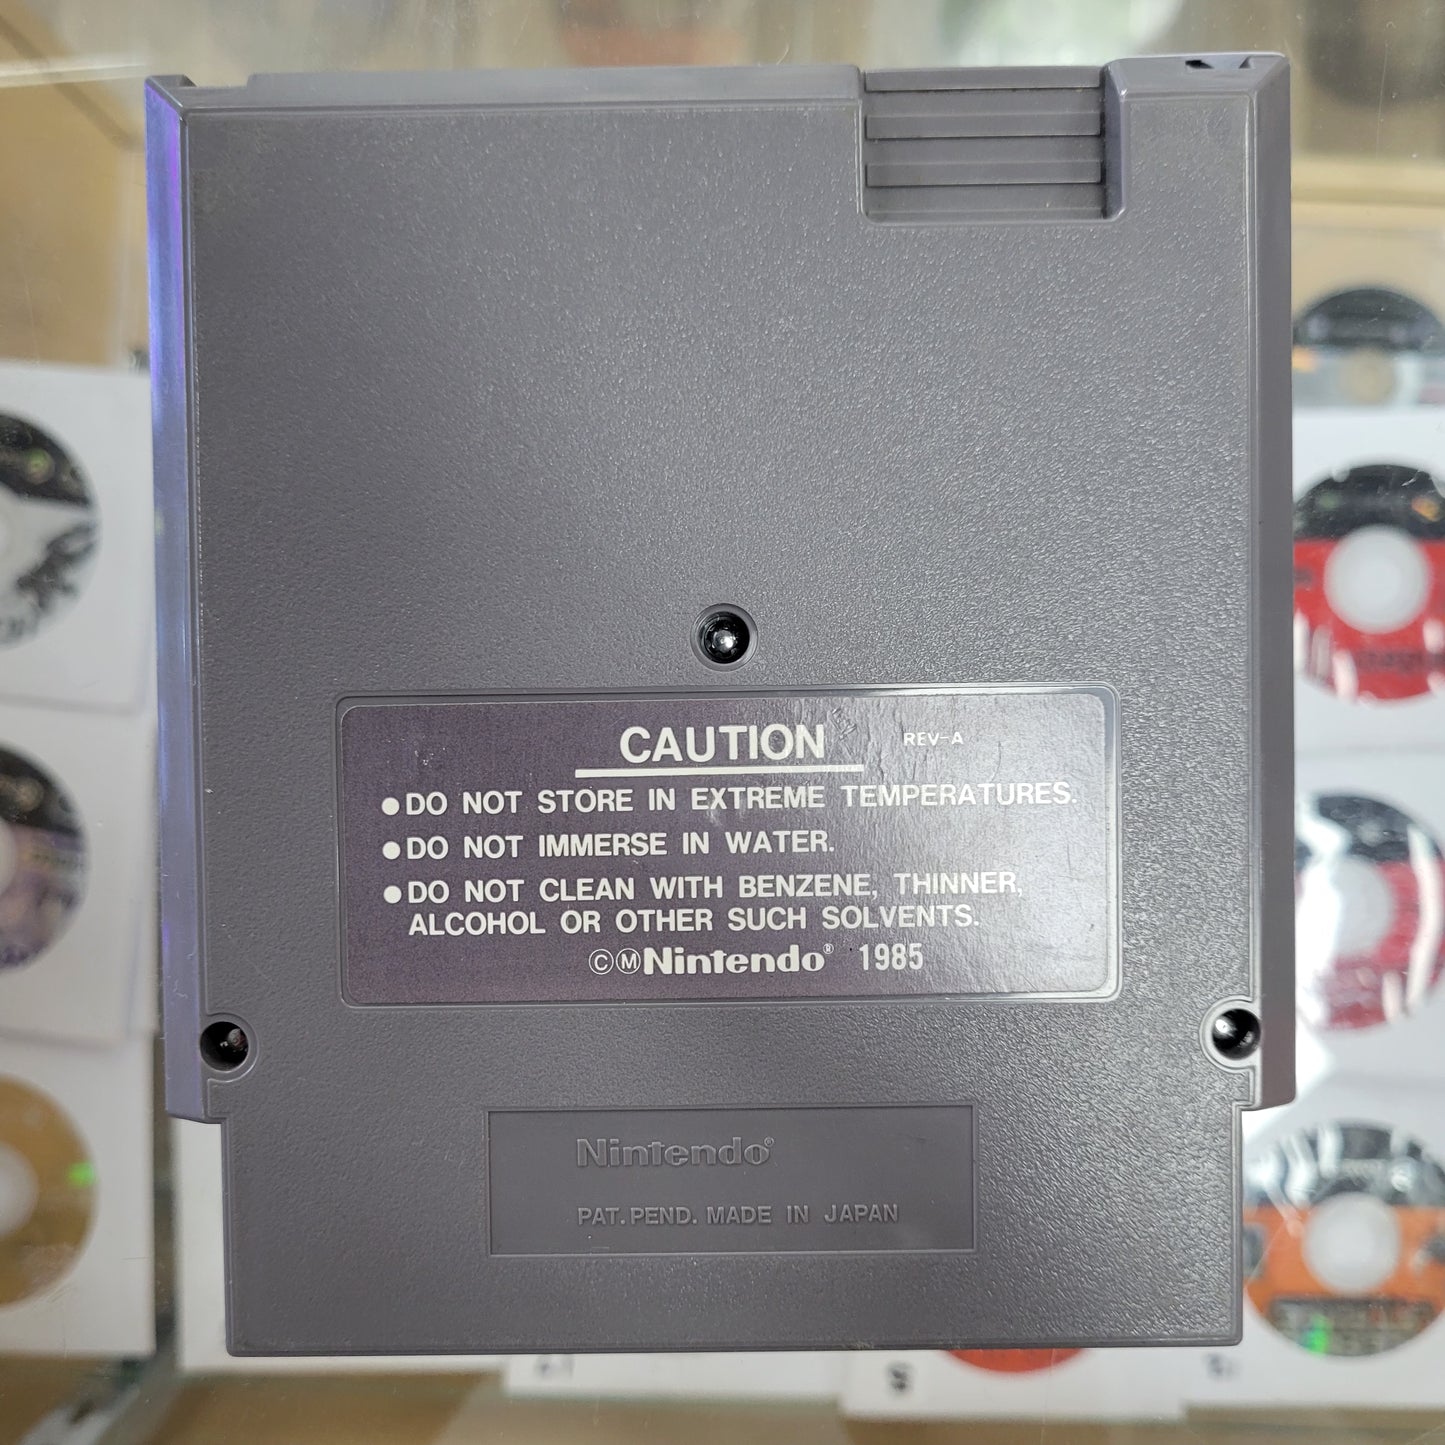 CAUTION REV-A
●DO NOT STORE IN EXTREME TEMPERATURES.
●DO NOT IMMERSE IN WATER.
●DO NOT CLEAN WITH BENZENE, THINNER,
ALCOHOL OR OTHER SUCH SOLVENTS.
©ⓂNintendo® 1985
Nintendo®
PAT. PEND. MADE IN JAPAN